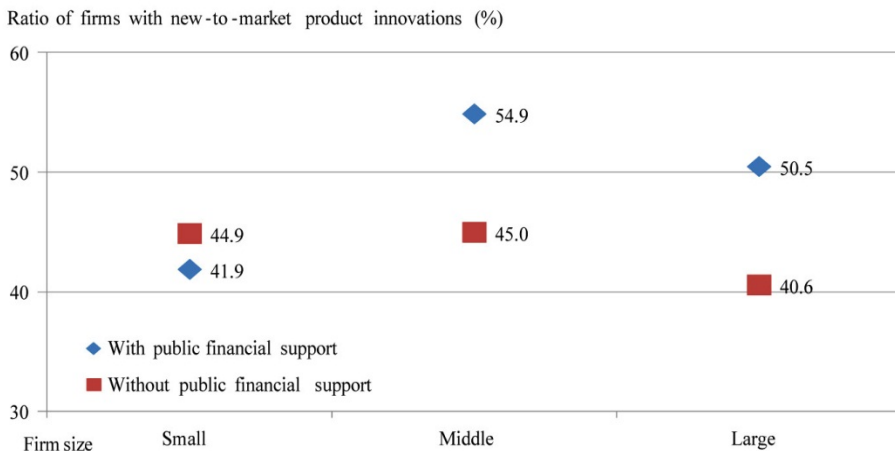 Ratio of firms with new-to-market product innovations (%)
60
54.9
50
50.5
44.9
45.0
41.9
40
40.6
With public financial support
Without public financial support
30
Firm size Small Middle Large